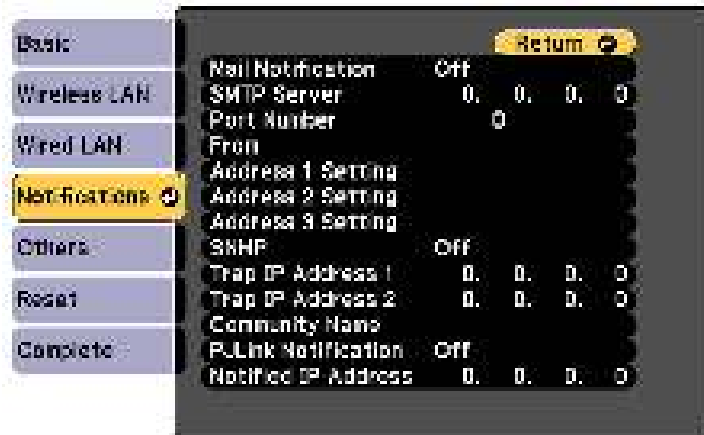 Basic
Wireless LAN
Wired LAN
Notifications
Others
Reset
Complete
Return
Mail Notification Off
SMTP Server 0. 0. 0. 0
Port Number 0
From
Address 1 Setting
Address 2 Setting
Address 3 Setting
SNMP Off
Trap IP Address 1 0. 0. 0. 0
Trap IP Address 2 0. 0. 0. 0
Community Name
PJLink Notification Off
Notified IP Address 0. 0. 0. 0